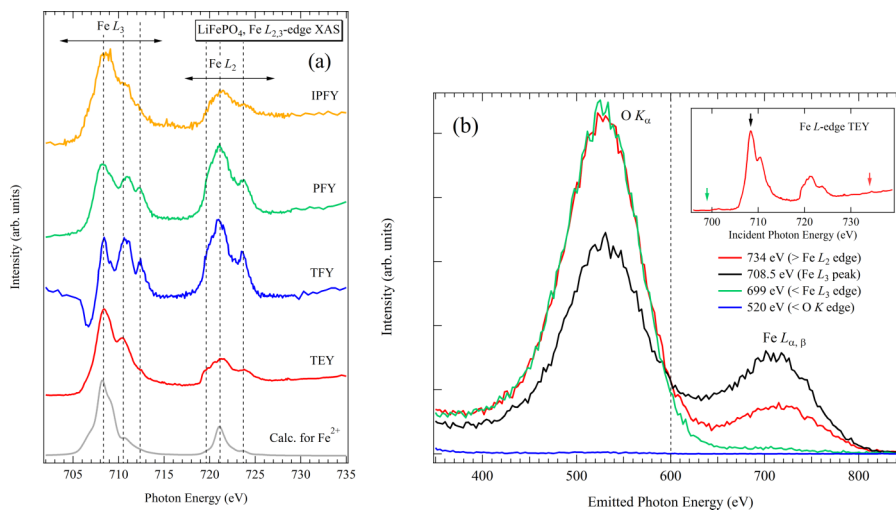 Fe L3
LiFePO4, Fe L2,3-edge XAS
(a)
Fe L2
IPFY
PFY
TFY
TEY
Calc. for Fe2+
Intensity (arb. units)
705
710
715
720
725
730
735
Photon Energy (eV)
(b)
O Kα
Fe L-edge TEY
700
710
720
730
Incident Photon Energy (eV)
734 eV (> Fe L2 edge)
708.5 eV (Fe L3 peak)
699 eV (< Fe L3 edge)
520 eV (< O K edge)
Fe Lα, β
Intensity (arb. units)
400
500
600
700
800
Emitted Photon Energy (eV)